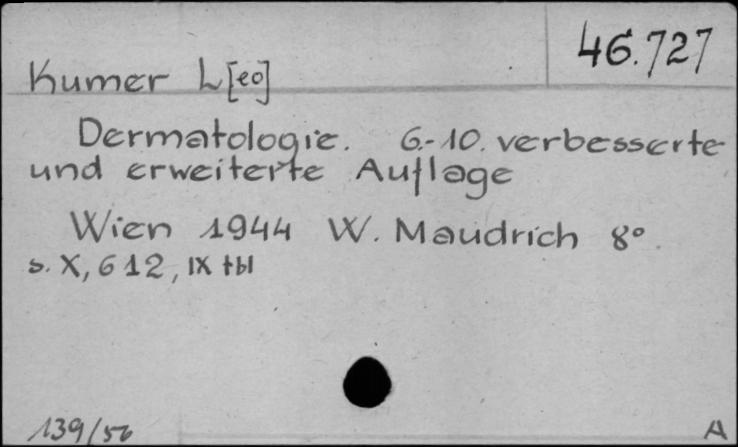 46.727
Kumer L[eo]
Dermatologie. 6.-10. verbesserte
und erweiterte Auflage
Wien 1944 W. Maudrich 8°
s. X, 612, IX tbl
139/56
A